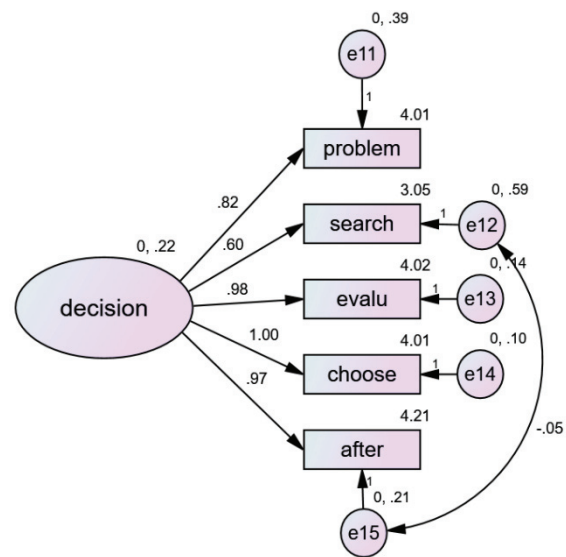 0, .39
e11
1
4.01
problem
.82
3.05
0, .59
search
1
e12
.60
0, .22
4.02
0, .14
decision
.98
evalu
1
e13
1.00
4.01
0, .10
choose
1
e14
.97
4.21
-.05
after
1
0, .21
e15